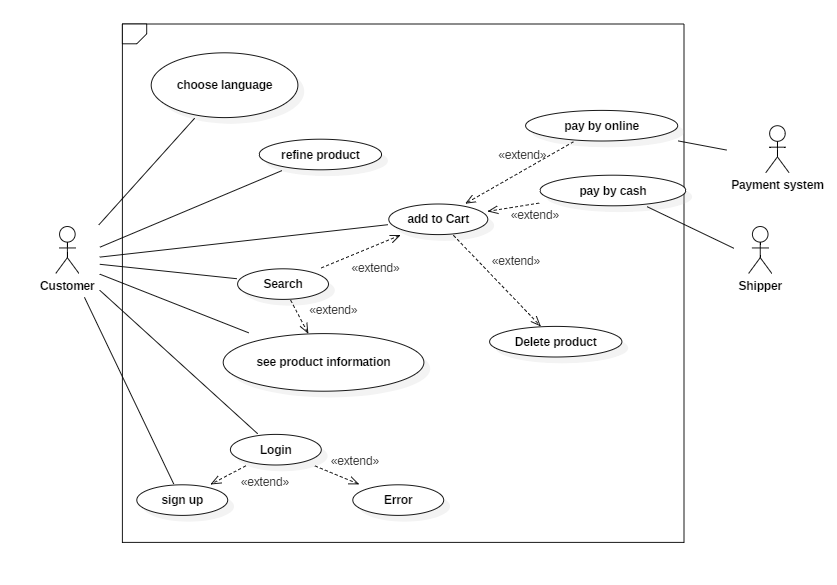 choose language
refine product
pay by online
«extend»
Payment system
pay by cash
add to Cart
«extend»
Customer
Search
«extend»
«extend»
Shipper
«extend»
see product information
Delete product
Login
«extend»
«extend»
sign up
Error